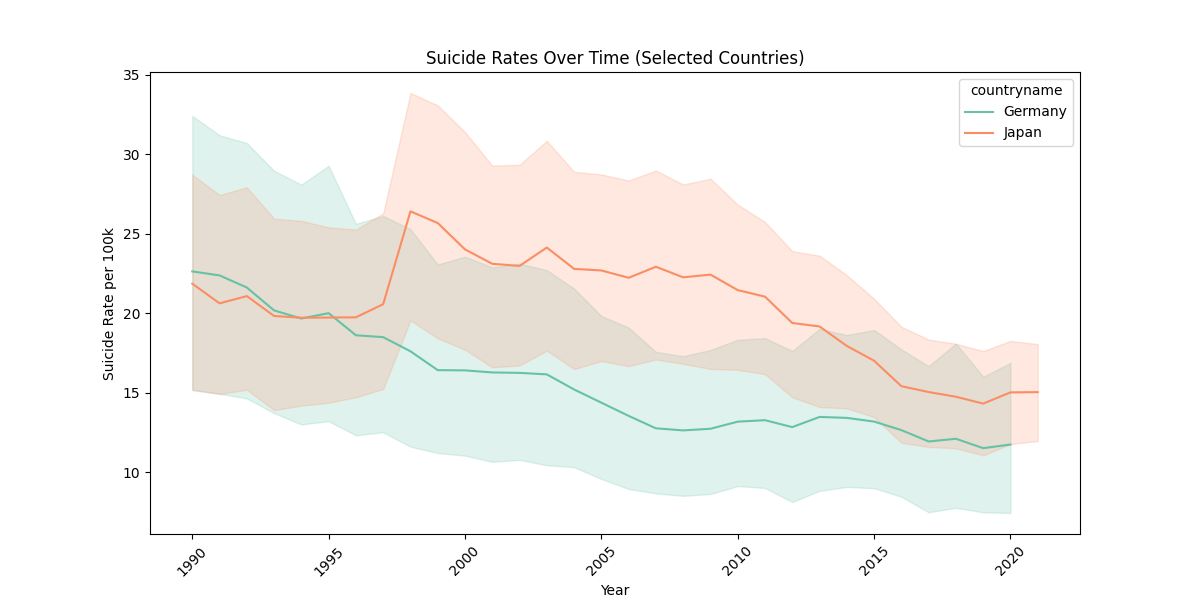 Suicide Rates Over Time (Selected Countries)
countryname
Germany
Japan
Suicide Rate per 100k
35
30
25
20
15
10
1990
1995
2000
2005
2010
2015
2020
Year